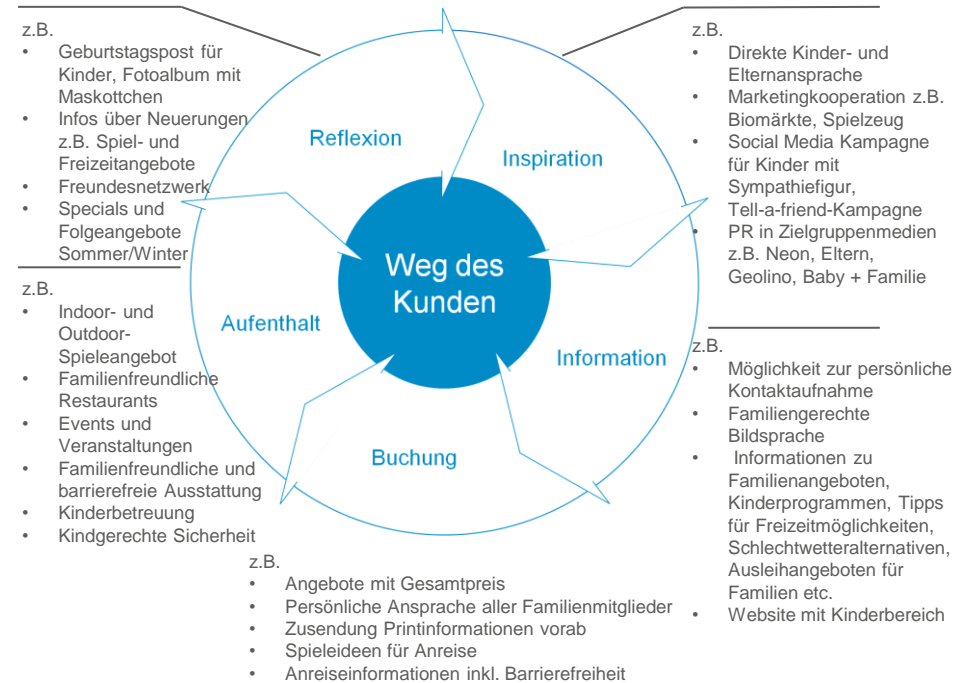 z.B.
• Geburtstagspost für
Kinder, Fotoalbum mit
Maskottchen
• Infos über Neuerungen
z.B. Spiel- und
Freizeitangebote
• Freundesnetzwerk
• Specials und
Folgeangebote
Sommer/Winter
z.B.
• Direkte Kinder- und
Elternansprache
• Marketingkooperation z.B.
Biomärkte, Spielzeug
• Social Media Kampagne
für Kinder mit
Sympathiefigur,
Tell-a-friend-Kampagne
• PR in Zielgruppenmedien
z.B. Neon, Eltern,
Geolino, Baby + Familie
Reflexion
Inspiration
Weg des
Kunden
Aufenthalt
Information
Buchung
z.B.
• Indoor- und
Outdoor-
Spieleangebot
• Familienfreundliche
Restaurants
• Events und
Veranstaltungen
• Familienfreundliche und
barrierefreie Ausstattung
• Kinderbetreuung
• Kindgerechte Sicherheit
z.B.
• Möglichkeit zur persönliche
Kontaktaufnahme
• Familiengerechte
Bildsprache
• Informationen zu
Familienangeboten,
Kinderprogrammen, Tipps
für Freizeitmöglichkeiten,
Schlechtwetteralternativen,
Ausleihangeboten für
Familien etc.
• Website mit Kinderbereich
z.B.
• Angebote mit Gesamtpreis
• Persönliche Ansprache aller Familienmitglieder
• Zusendung Printinformationen vorab
• Spieleideen für Anreise
• Anreiseinformationen inkl. Barrierefreiheit